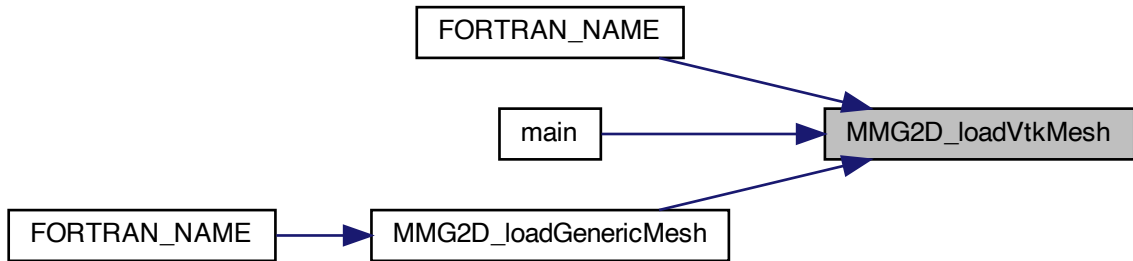 FORTRAN_NAME
main
MMG2D_loadVtkMesh
FORTRAN_NAME
MMG2D_loadGenericMesh